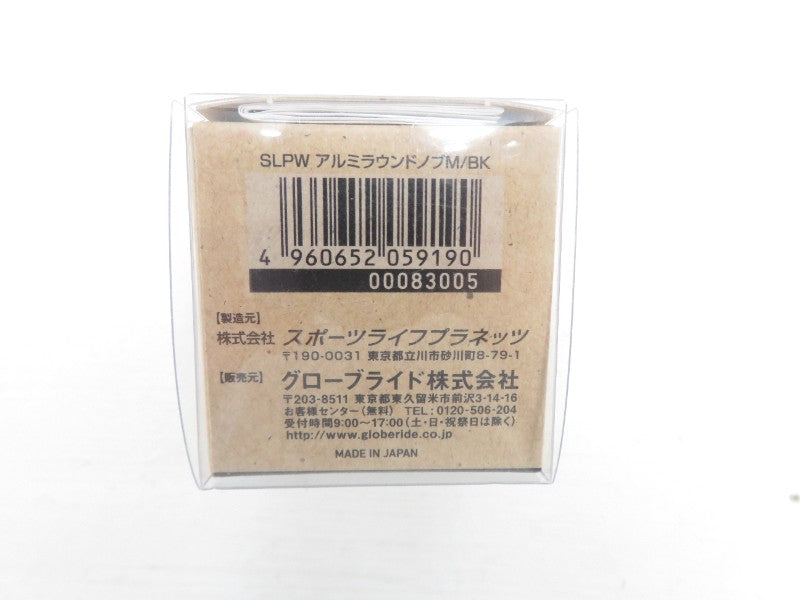 SLPW アルミラウンドノブM/BK
4 960652 059190
00083005
【製造元】
株式会社 スポーツライフプラネッツ
〒190-0031 東京都立川市砂川町8-79-1
【販売元】 グローブライド株式会社
〒203-8511 東京都東久留米市前沢3-14-16
お客様センター(無料) TEL:0120-506-204
受付時間9:00〜17:00(土・日・祝祭日は除く)
http://www.globeride.co.jp
MADE IN JAPAN